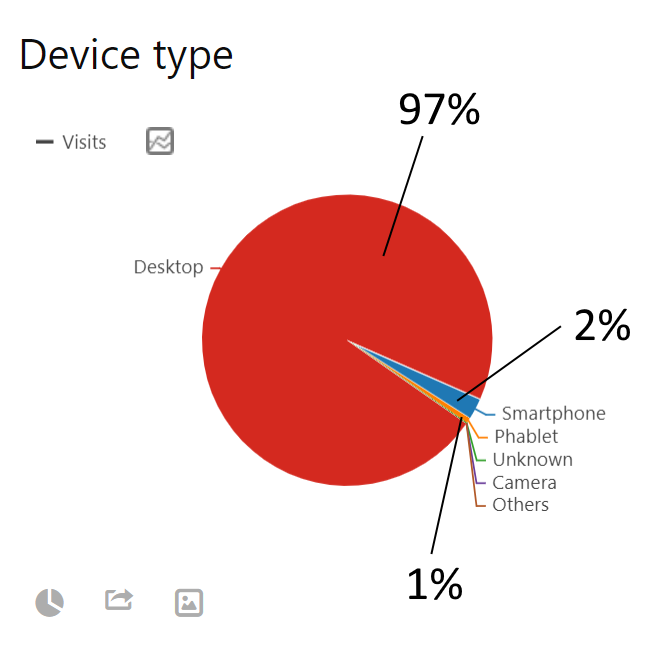 Device type
97%
Visits
Desktop
2%
Smartphone
Phablet
Unknown
Camera
Others
1%